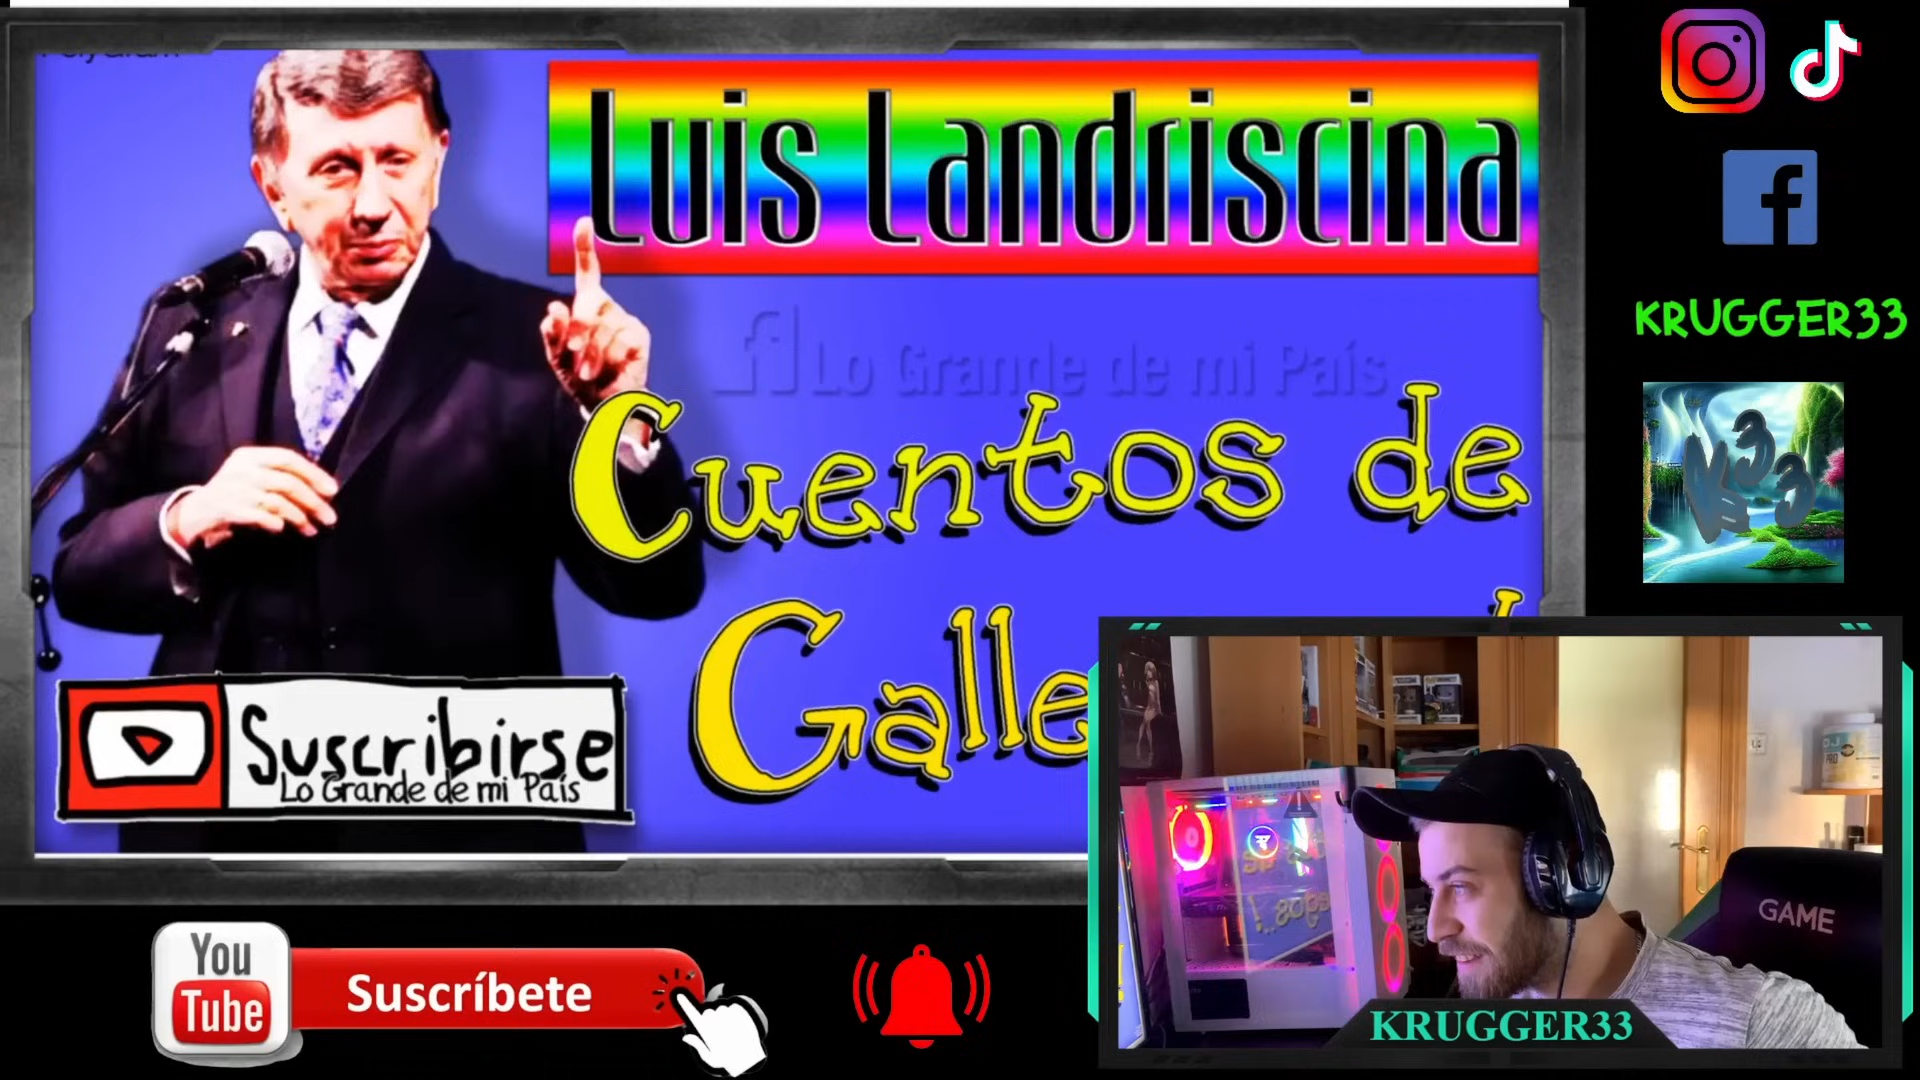 Luis Landriscina
Lo Grande de mi País
Cuentos de
Galle
Suscribirse
Lo Grande de mi País
KRUGGER33
K33
GAME
KRUGGER33
You
Tube
Suscríbete